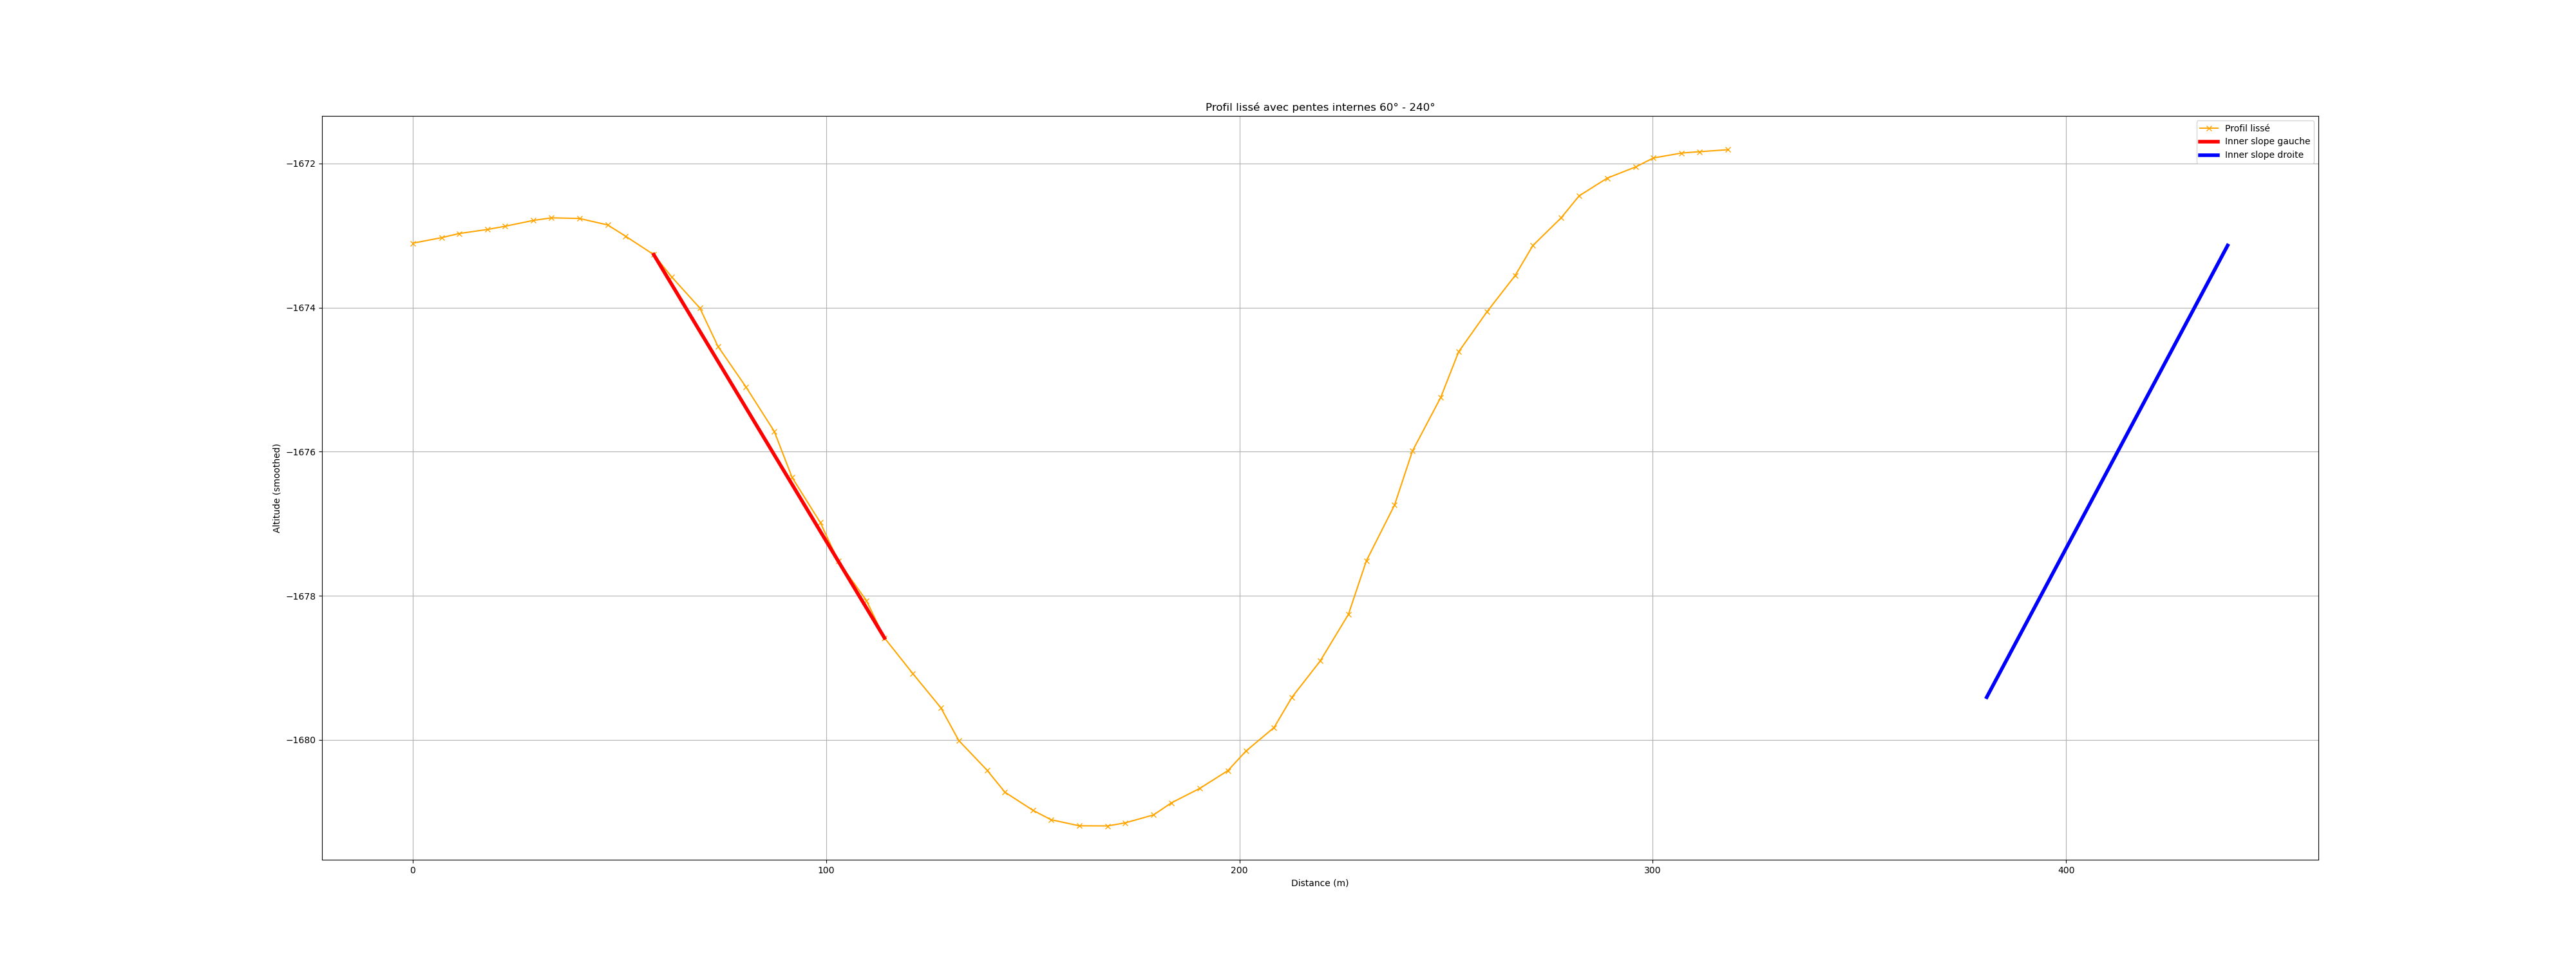 Profil lissé avec pentes internes 60° - 240°
Profil lissé
Inner slope gauche
Inner slope droite
−1672
−1674
−1676
−1678
−1680
Altitude (smoothed)
0
100
200
300
400
Distance (m)